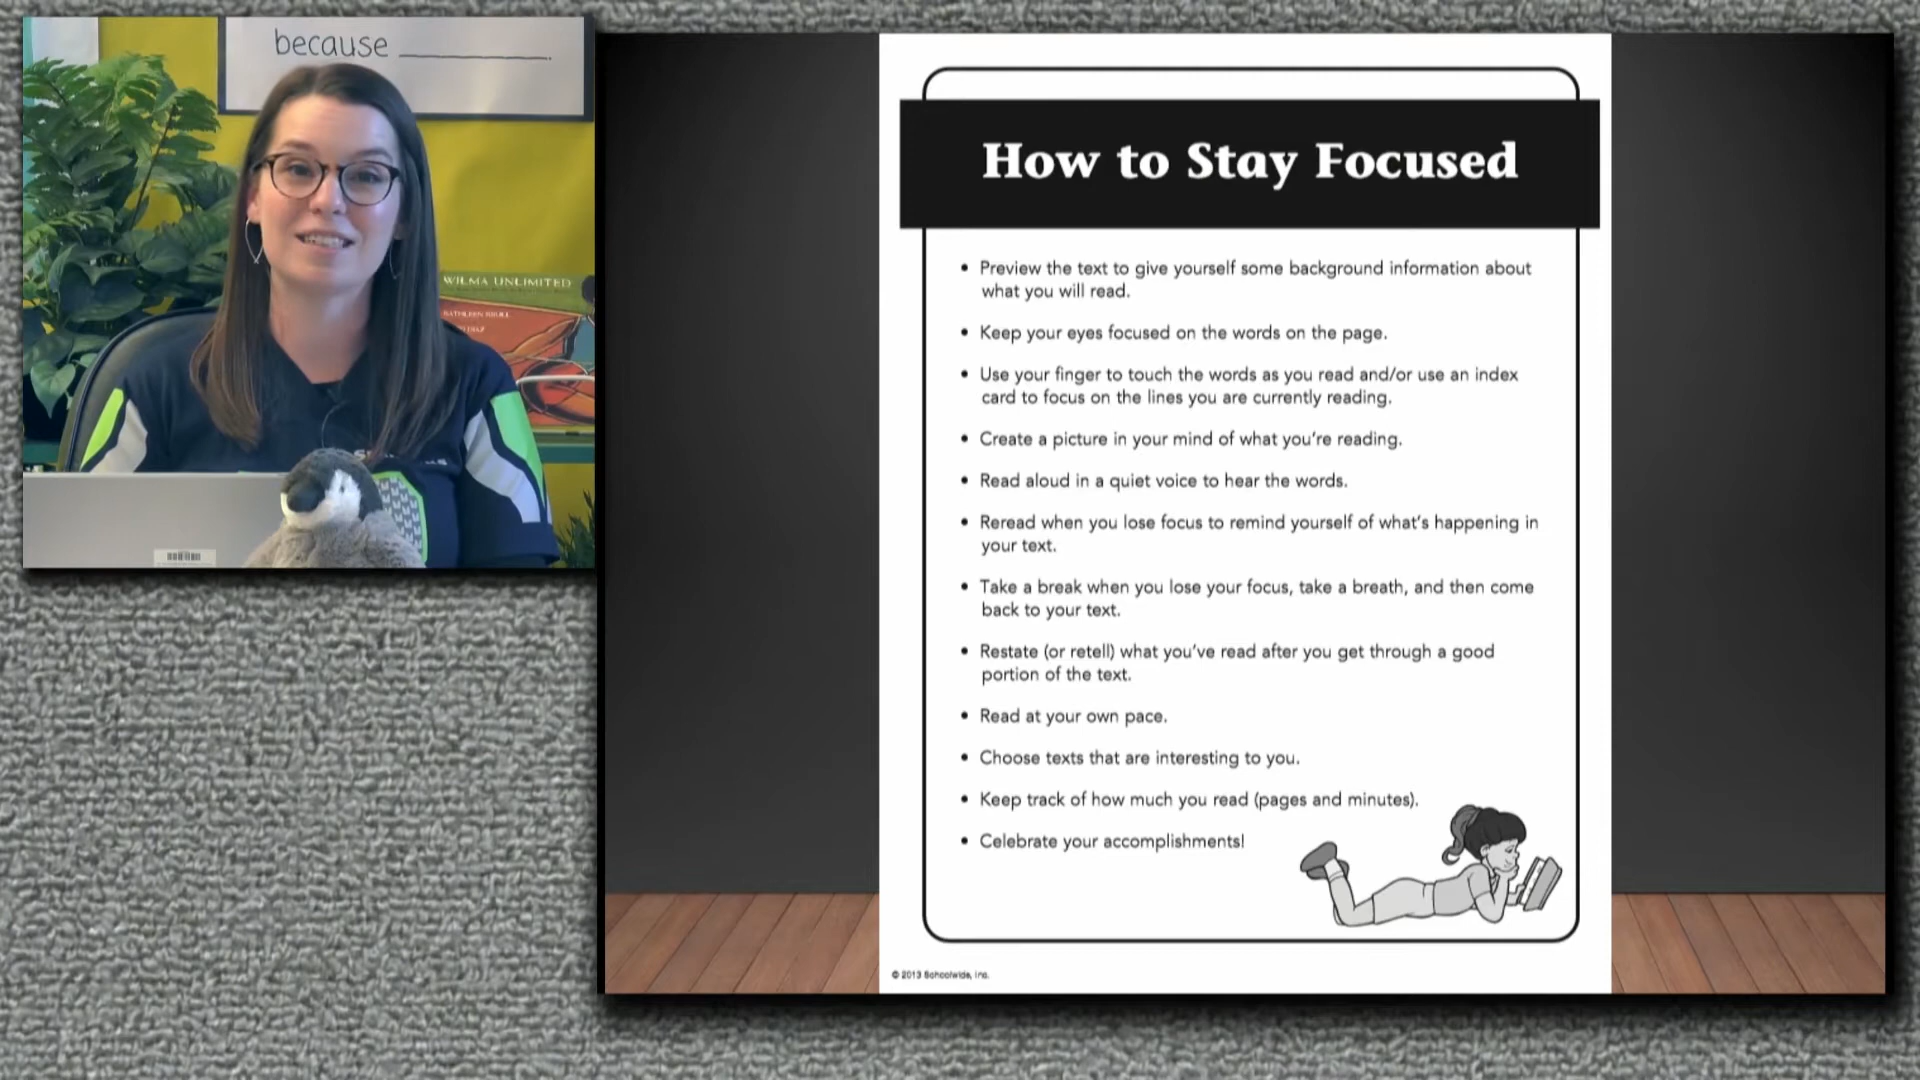 because ________.
WILMA UNLIMITED
KATHLEEN KRULL
How to Stay Focused
• Preview the text to give yourself some background information about
what you will read.
• Keep your eyes focused on the words on the page.
• Use your finger to touch the words as you read and/or use an index
card to focus on the lines you are currently reading.
• Create a picture in your mind of what you're reading.
• Read aloud in a quiet voice to hear the words.
• Reread when you lose focus to remind yourself of what's happening in
your text.
• Take a break when you lose your focus, take a breath, and then come
back to your text.
• Restate (or retell) what you've read after you get through a good
portion of the text.
• Read at your own pace.
• Choose texts that are interesting to you.
• Keep track of how much you read (pages and minutes).
• Celebrate your accomplishments!
© 2013 Schoolwide, Inc.